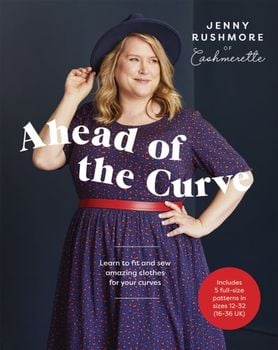 JENNY
RUSHMORE
OF
Cashmerette
Ahead of
the Curve
Learn to fit and sew
amazing clothes
for your curves
Includes
5 full-size
patterns in
sizes 12-32
(16-36 UK)